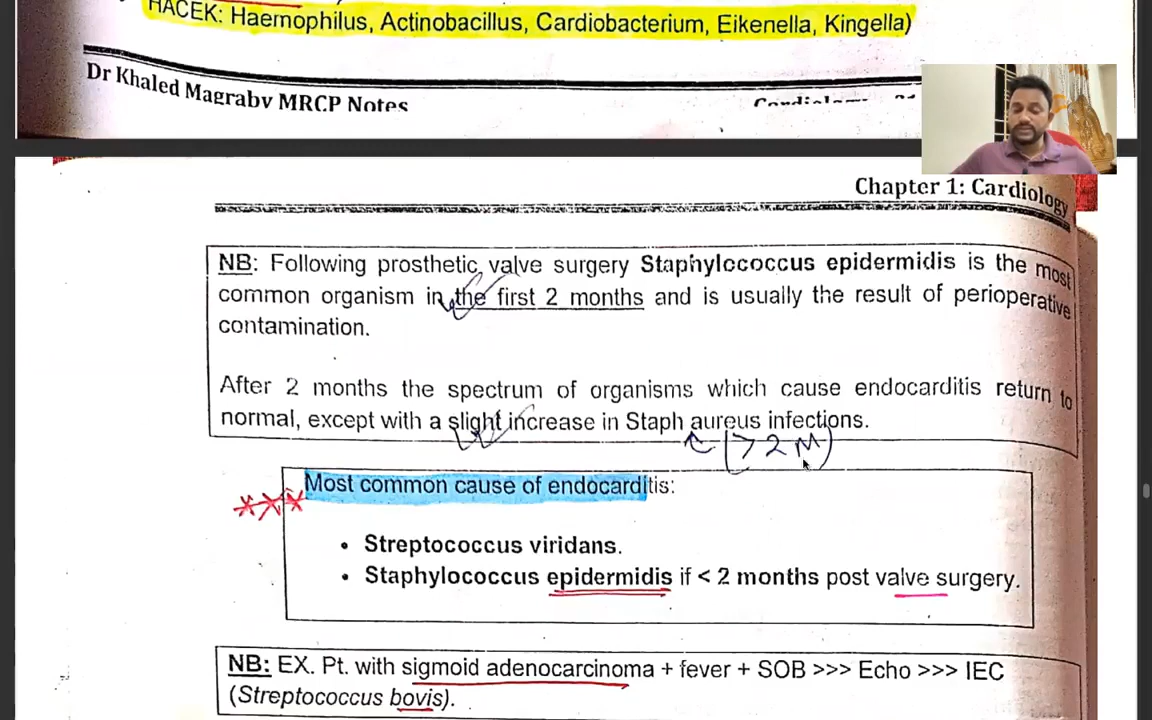 HACEK: Haemophilus, Actinobacillus, Cardiobacterium, Eikenella, Kingella)
Dr Khaled Magraby MRCP Notes
Chapter 1: Cardiology
NB: Following prosthetic valve surgery Staphylococcus epidermidis is the most
common organism in the first 2 months and is usually the result of perioperative
contamination.
After 2 months the spectrum of organisms which cause endocarditis return to
normal, except with a slight increase in Staph aureus infections.
(>2 M)
Most common cause of endocarditis:
• Streptococcus viridans.
• Staphylococcus epidermidis if < 2 months post valve surgery.
NB: EX. Pt. with sigmoid adenocarcinoma + fever + SOB >>> Echo >>> IEC
(Streptococcus bovis).